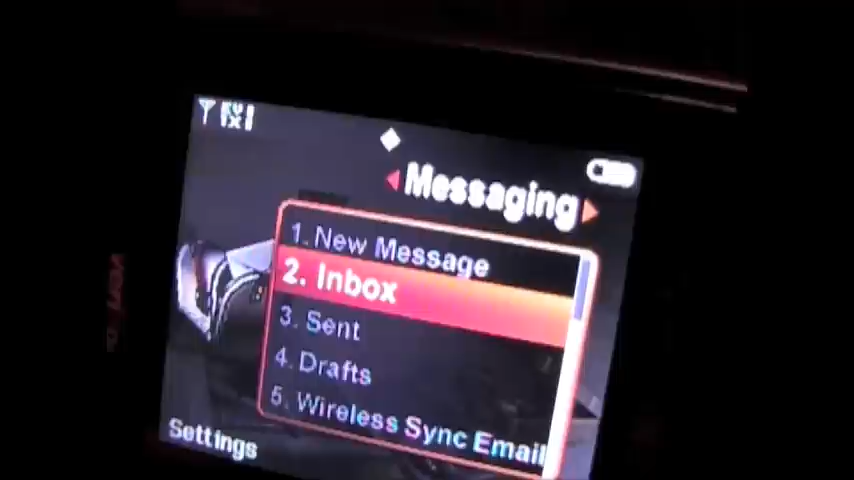 Messaging
1. New Message
2. Inbox
3. Sent
4. Drafts
5. Wireless Sync Email
Settings